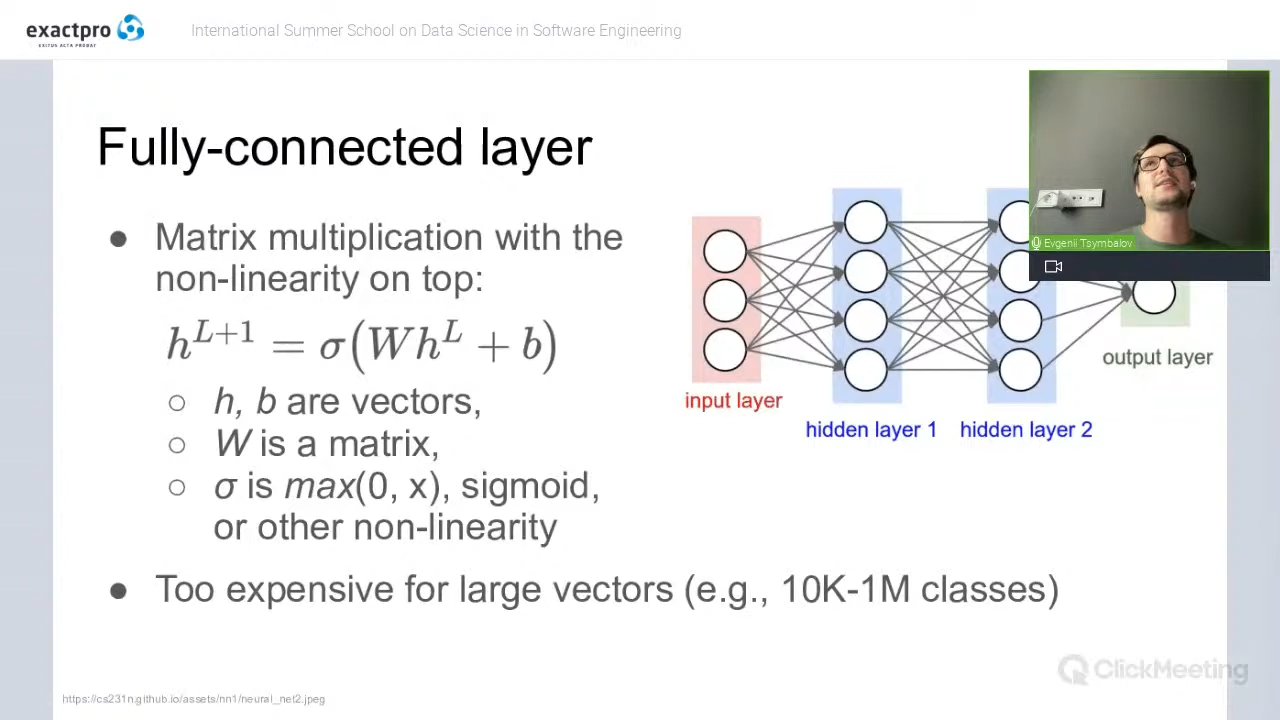 exactpro
EXITUS ACTA PROBAT
International Summer School on Data Science in Software Engineering
Fully-connected layer
● Matrix multiplication with the
non-linearity on top:
h^{L+1} = σ(Wh^L + b)
○ h, b are vectors,
○ W is a matrix,
○ σ is max(0, x), sigmoid,
or other non-linearity
● Too expensive for large vectors (e.g., 10K-1M classes)
input layer
hidden layer 1
hidden layer 2
output layer
Evgenii Tsymbalov
ClickMeeting
https://cs231n.github.io/assets/nn1/neural_net2.jpeg